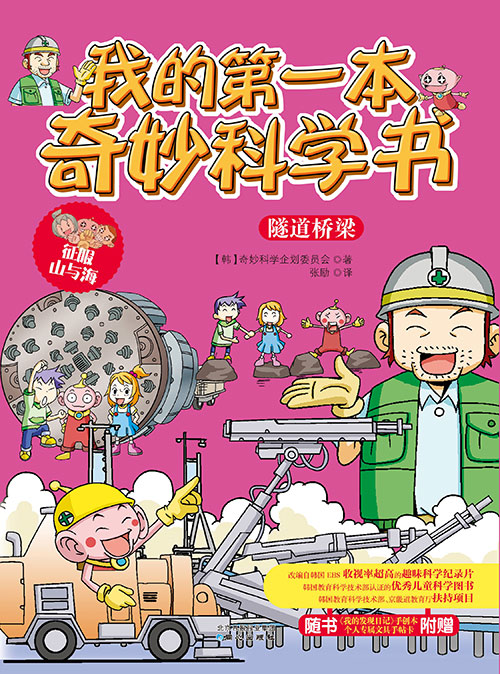 我的第一本
奇妙科学书
隧道桥梁
征服
山与海
【韩】奇妙科学企划委员会 ◎ 著
张励 ◎ 译
改编自韩国 EBS 收视率超高的趣味科学纪录片
韩国教育科学技术部认证的优秀儿童科学图书
韩国教育科学技术部、京畿道教育厅扶持项目
随书 《我的发现日记》手创本 附赠
个人专属文具手帖卡